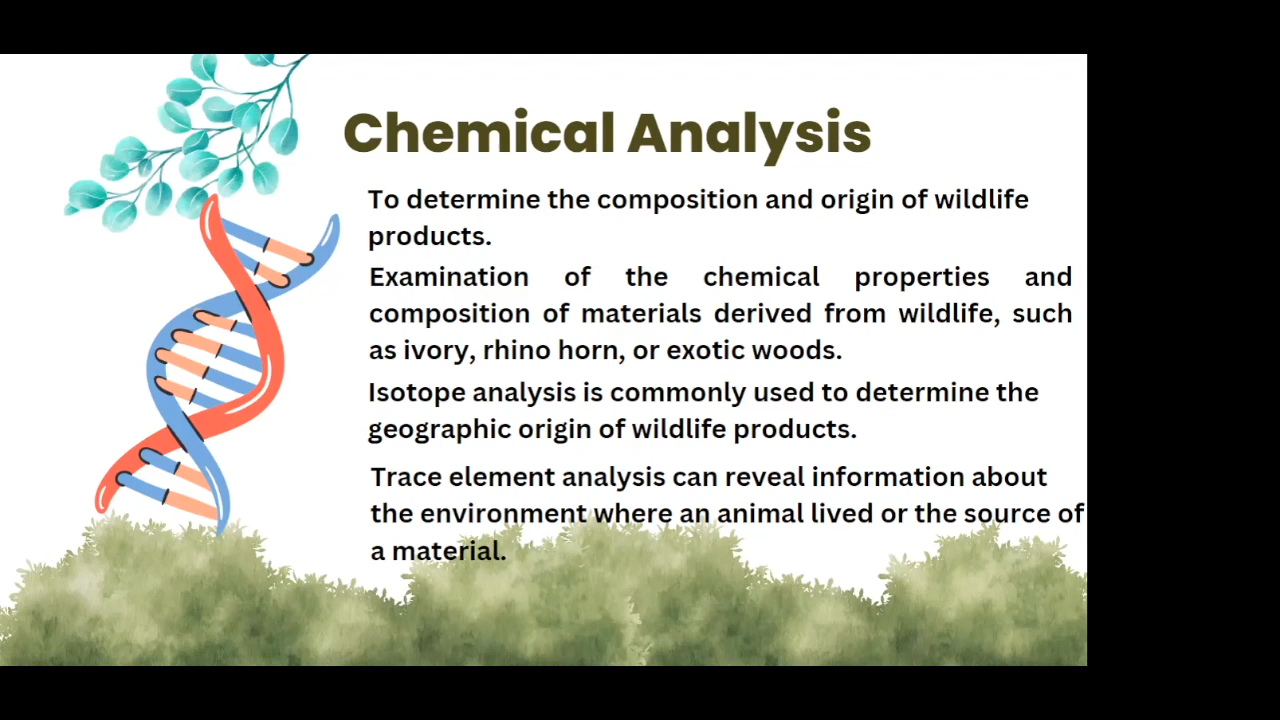 Chemical Analysis
To determine the composition and origin of wildlife
products.
Examination of the chemical properties and
composition of materials derived from wildlife, such
as ivory, rhino horn, or exotic woods.
Isotope analysis is commonly used to determine the
geographic origin of wildlife products.
Trace element analysis can reveal information about
the environment where an animal lived or the source of
a material.